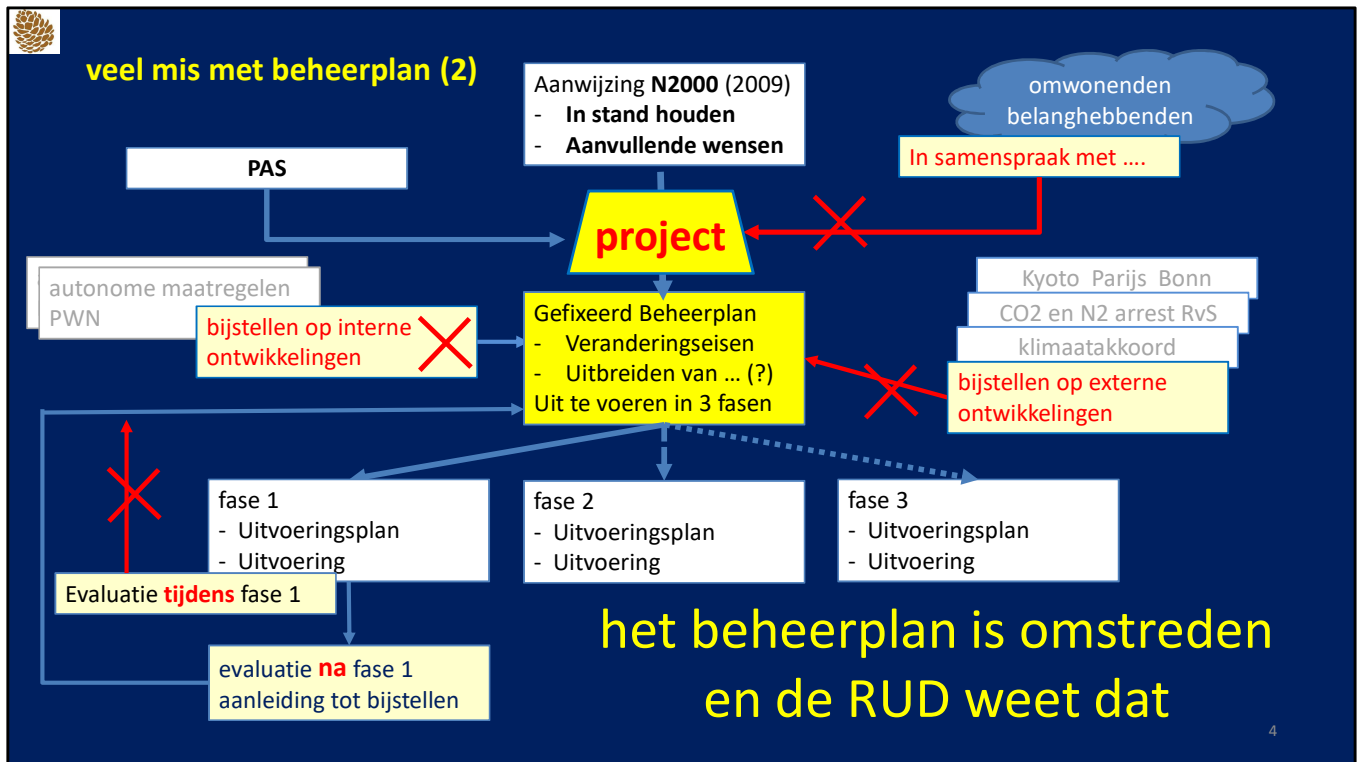 veel mis met beheerplan (2)
Aanwijzing N2000 (2009)
- In stand houden
- Aanvullende wensen
omwonenden
belanghebbenden
In samenspraak met ....
PAS
project
autonome maatregelen
PWN
bijstellen op interne
ontwikkelingen
Gefixeerd Beheerplan
- Veranderingseisen
- Uitbreiden van ... (?)
Uit te voeren in 3 fasen
Kyoto Parijs Bonn
CO2 en N2 arrest RvS
klimaatakkoord
bijstellen op externe
ontwikkelingen
fase 1
- Uitvoeringsplan
- Uitvoering
fase 2
- Uitvoeringsplan
- Uitvoering
fase 3
- Uitvoeringsplan
- Uitvoering
Evaluatie tijdens fase 1
evaluatie na fase 1
aanleiding tot bijstellen
het beheerplan is omstreden
en de RUD weet dat
4